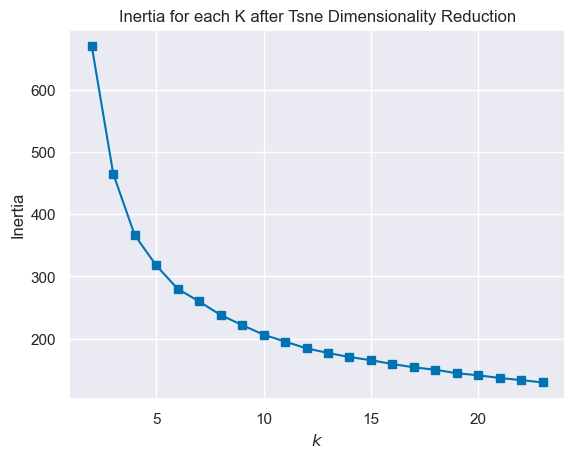 Inertia for each K after Tsne Dimensionality Reduction
600
500
400
300
200
Inertia
5 10 15 20
k